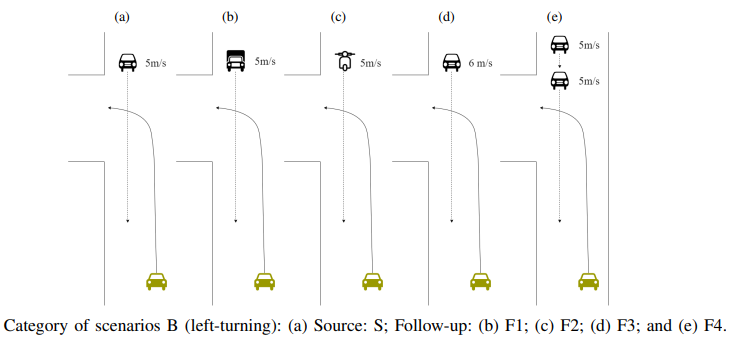 (a) (b) (c) (d) (e)
5m/s
5m/s 5m/s 5m/s 6 m/s
5m/s
Category of scenarios B (left-turning): (a) Source: S; Follow-up: (b) F1; (c) F2; (d) F3; and (e) F4.